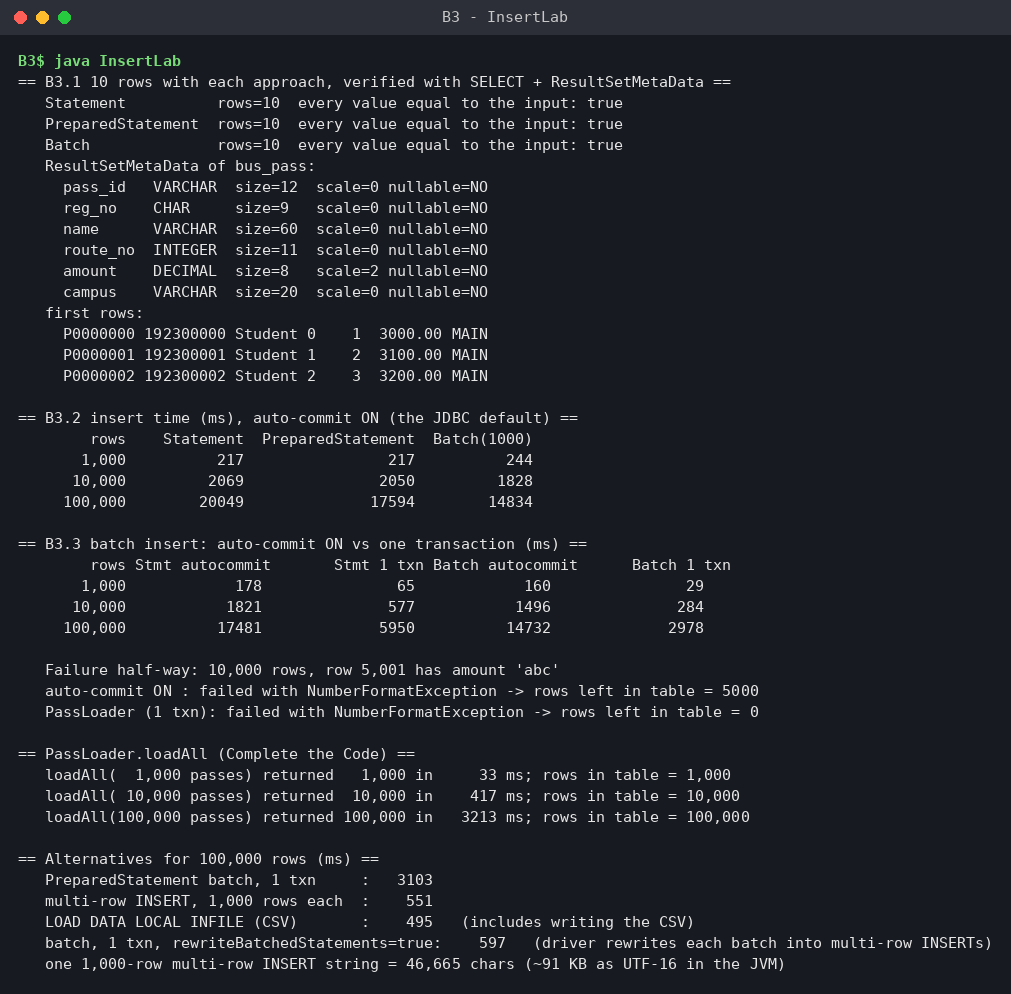 B3 - InsertLab
B3$ java InsertLab
== B3.1 10 rows with each approach, verified with SELECT + ResultSetMetaData ==
   Statement          rows=10  every value equal to the input: true
   PreparedStatement  rows=10  every value equal to the input: true
   Batch              rows=10  every value equal to the input: true
   ResultSetMetaData of bus_pass:
     pass_id   VARCHAR  size=12  scale=0 nullable=NO
     reg_no    CHAR     size=9   scale=0 nullable=NO
     name      VARCHAR  size=60  scale=0 nullable=NO
     route_no  INTEGER  size=11  scale=0 nullable=NO
     amount    DECIMAL  size=8   scale=2 nullable=NO
     campus    VARCHAR  size=20  scale=0 nullable=NO
   first rows:
     P0000000 192300000 Student 0    1  3000.00 MAIN
     P0000001 192300001 Student 1    2  3100.00 MAIN
     P0000002 192300002 Student 2    3  3200.00 MAIN
== B3.2 insert time (ms), auto-commit ON (the JDBC default) ==
        rows    Statement  PreparedStatement  Batch(1000)
       1,000          217                217          244
      10,000         2069               2050         1828
     100,000        20049              17594        14834
== B3.3 batch insert: auto-commit ON vs one transaction (ms) ==
        rows Stmt autocommit       Stmt 1 txn Batch autocommit      Batch 1 txn
       1,000            178               65            160               29
      10,000           1821              577           1496              284
     100,000          17481             5950          14732             2978
   Failure half-way: 10,000 rows, row 5,001 has amount 'abc'
   auto-commit ON : failed with NumberFormatException -> rows left in table = 5000
   PassLoader (1 txn): failed with NumberFormatException -> rows left in table = 0
== PassLoader.loadAll (Complete the Code) ==
   loadAll(  1,000 passes) returned   1,000 in     33 ms; rows in table = 1,000
   loadAll( 10,000 passes) returned  10,000 in    417 ms; rows in table = 10,000
   loadAll(100,000 passes) returned 100,000 in   3213 ms; rows in table = 100,000
== Alternatives for 100,000 rows (ms) ==
   PreparedStatement batch, 1 txn     :   3103
   multi-row INSERT, 1,000 rows each  :    551
   LOAD DATA LOCAL INFILE (CSV)       :    495   (includes writing the CSV)
   batch, 1 txn, rewriteBatchedStatements=true:    597   (driver rewrites each batch into multi-row INSERTs)
   one 1,000-row multi-row INSERT string = 46,665 chars (~91 KB as UTF-16 in the JVM)